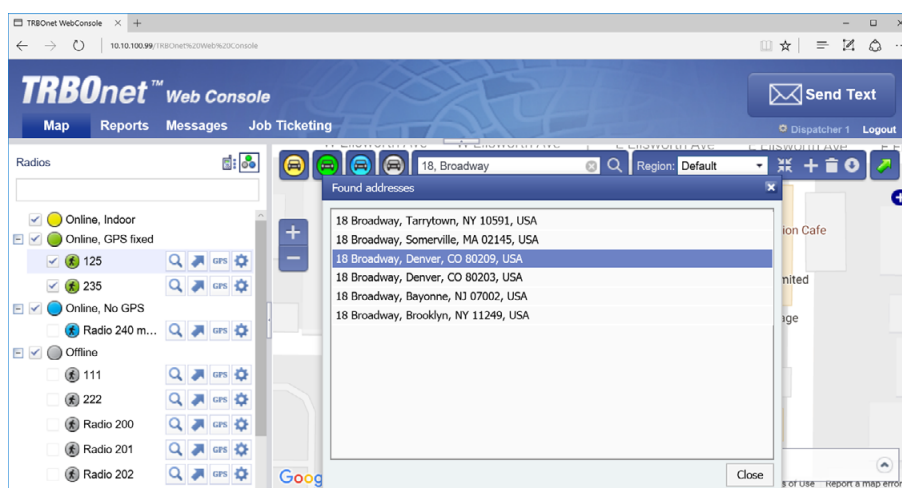 TRBOnet WebConsole
10.10.100.99/TRBOnet%20Web%20Console
TRBOnet™ Web Console
Send Text
Map Reports Messages Job Ticketing
Dispatcher 1 Logout
Radios
18, Broadway
Region: Default
Found addresses
Online, Indoor
Online, GPS fixed
125 GPS
235 GPS
Online, No GPS
Radio 240 m... GPS
Offline
111 GPS
222 GPS
Radio 200 GPS
Radio 201 GPS
Radio 202 GPS
18 Broadway, Tarrytown, NY 10591, USA
18 Broadway, Somerville, MA 02145, USA
18 Broadway, Denver, CO 80209, USA
18 Broadway, Denver, CO 80203, USA
18 Broadway, Bayonne, NJ 07002, USA
18 Broadway, Brooklyn, NY 11249, USA
ion Cafe
mited
age
Close
Goog
s of Use Report a map error